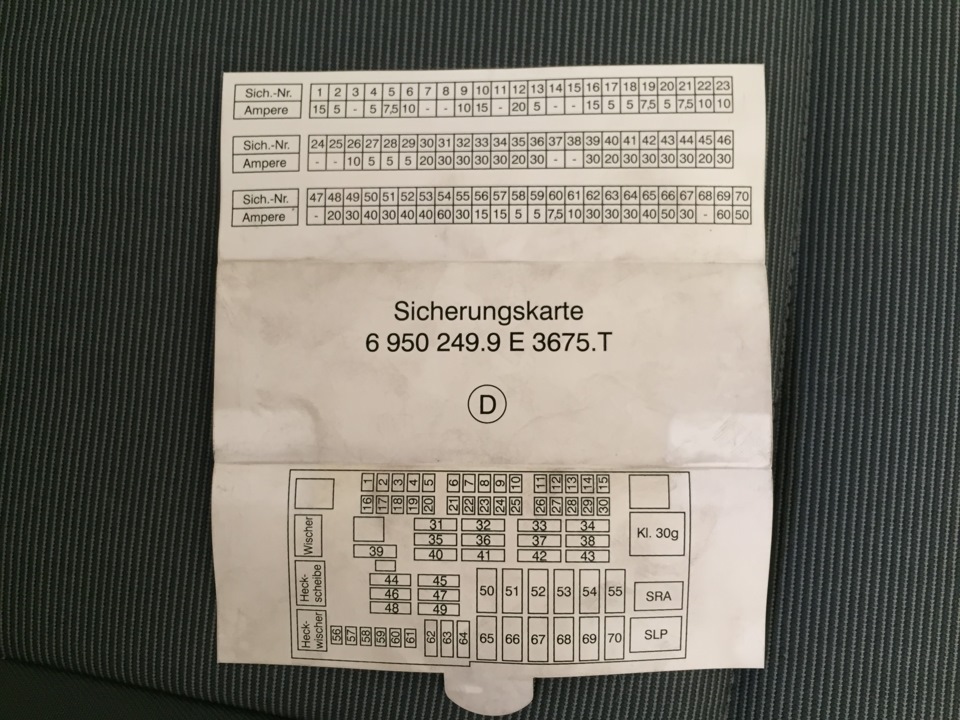 Sich.-Nr. 1 2 3 4 5 6 7 8 9 10 11 12 13 14 15 16 17 18 19 20 21 22 23
Ampere 15 5 - 5 7,5 10 - - 10 15 - 20 5 - - 15 5 5 7,5 5 7,5 10 10
Sich.-Nr. 24 25 26 27 28 29 30 31 32 33 34 35 36 37 38 39 40 41 42 43 44 45 46
Ampere - - 10 5 5 5 20 30 30 30 30 20 30 - - 30 20 30 30 30 30 20 30
Sich.-Nr. 47 48 49 50 51 52 53 54 55 56 57 58 59 60 61 62 63 64 65 66 67 68 69 70
Ampere - 20 30 40 30 40 40 60 30 15 15 5 5 7,5 10 30 30 30 40 50 30 - 60 50
Sicherungskarte
6 950 249.9 E 3675.T
D
1 2 3 4 5 6 7 8 9 10 11 12 13 14 15
16 17 18 19 20 21 22 23 24 25 26 27 28 29 30
Wischer
31 32 33 34
35 36 37 38
39 40 41 42 43
Kl. 30g
Heck-
scheibe
44 45
46 47
48 49
50 51 52 53 54 55
SRA
Heck-
wischer
56 57 58 59 60 61 62 63 64 65 66 67 68 69 70
SLP